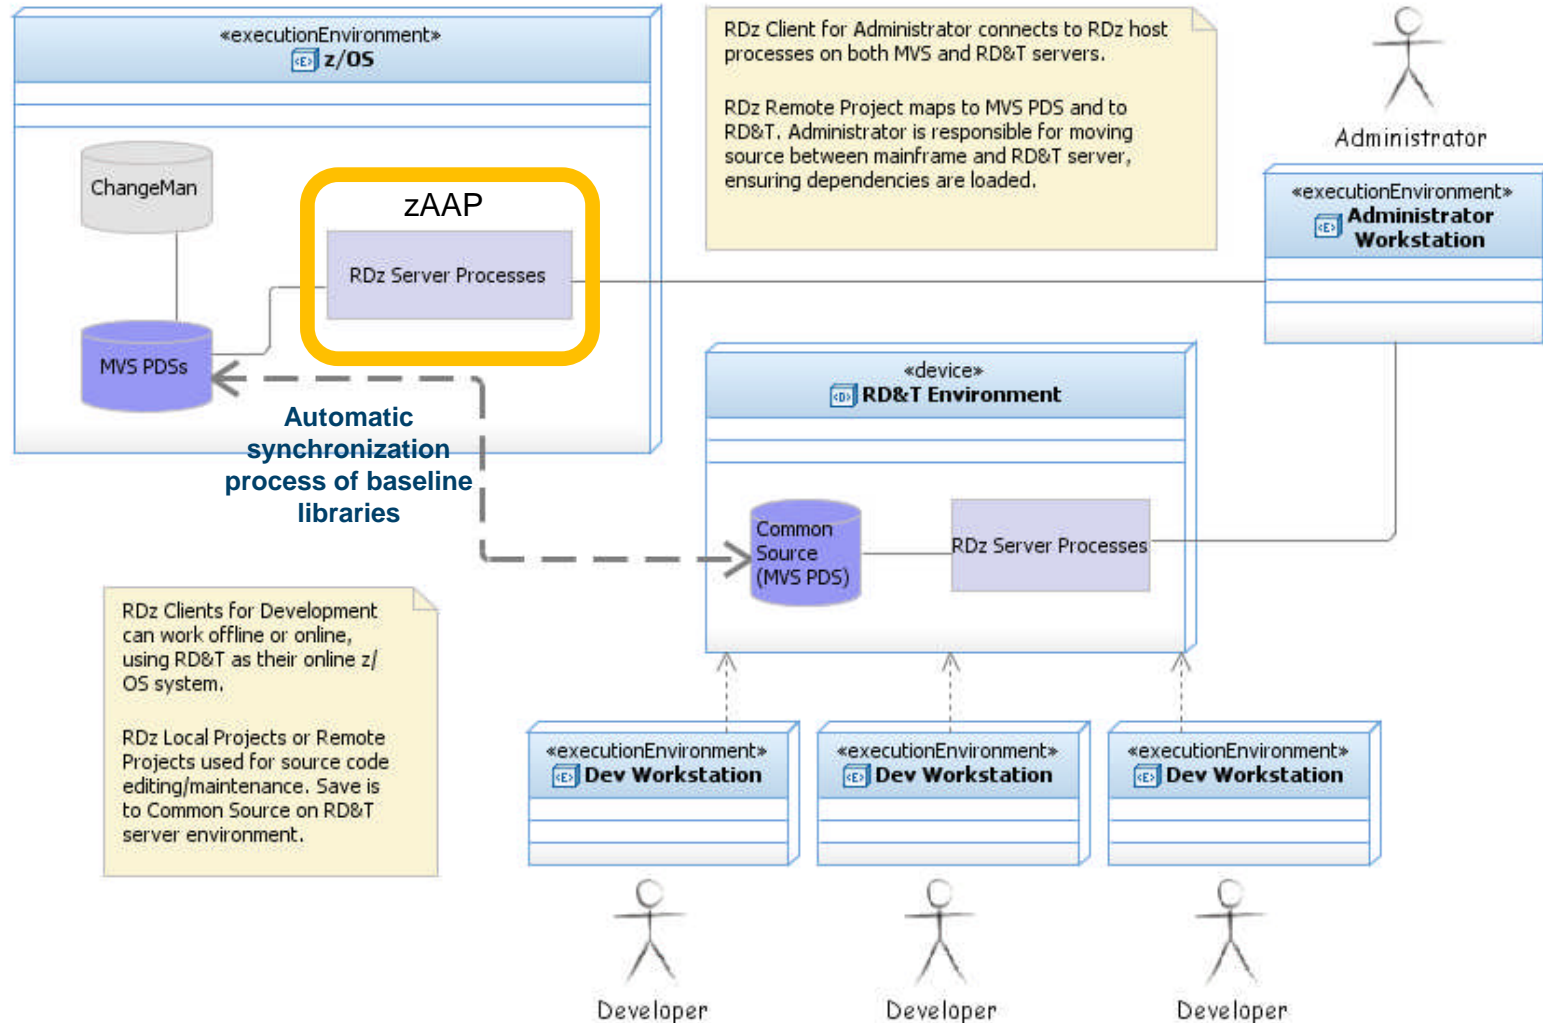 «executionEnvironment»
z/OS
ChangeMan
zAAP
RDz Server Processes
MVS PDSs
Automatic
synchronization
process of baseline
libraries
RDz Client for Administrator connects to RDz host
processes on both MVS and RD&T servers.
RDz Remote Project maps to MVS PDS and to
RD&T. Administrator is responsible for moving
source between mainframe and RD&T server,
ensuring dependencies are loaded.
Administrator
«executionEnvironment»
<E> Administrator
Workstation
«device»
<D> RD&T Environment
Common
Source
(MVS PDS)
RDz Server Processes
RDz Clients for Development
can work offline or online,
using RD&T as their online z/
OS system.
RDz Local Projects or Remote
Projects used for source code
editing/maintenance. Save is
to Common Source on RD&T
server environment.
«executionEnvironment»
<E> Dev Workstation
«executionEnvironment»
<E> Dev Workstation
«executionEnvironment»
<E> Dev Workstation
Developer
Developer
Developer